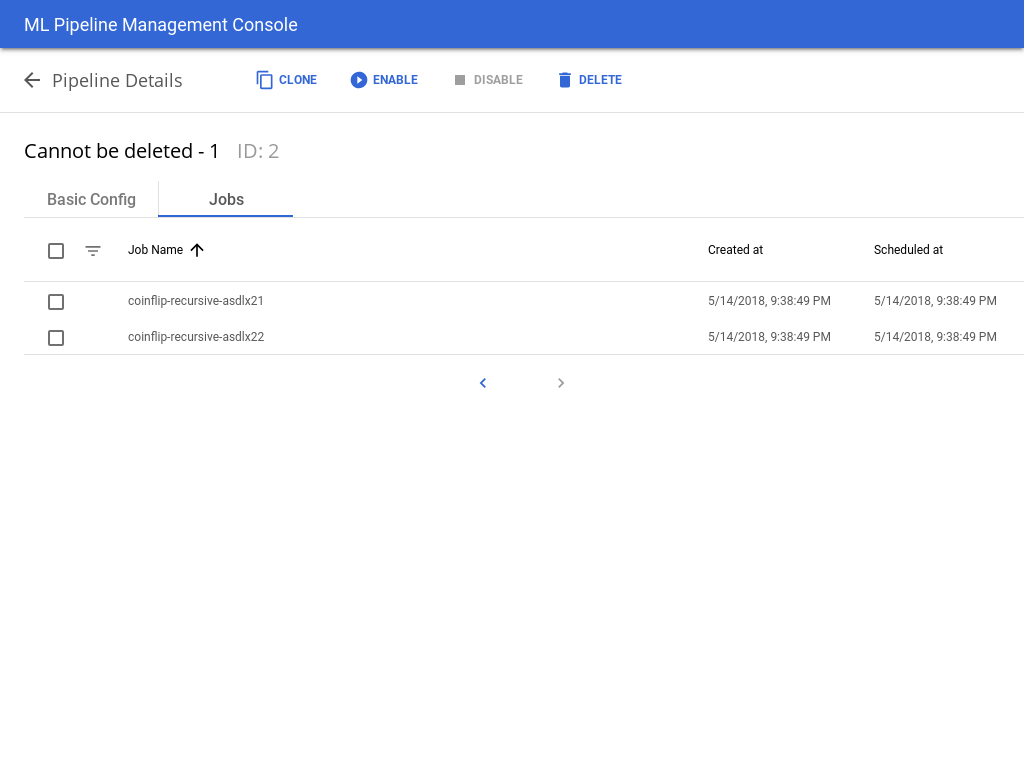 ML Pipeline Management Console
Pipeline Details CLONE ENABLE DISABLE DELETE
Cannot be deleted - 1 ID: 2
Basic Config Jobs
Job Name Created at Scheduled at
coinflip-recursive-asdlx21 5/14/2018, 9:38:49 PM 5/14/2018, 9:38:49 PM
coinflip-recursive-asdlx22 5/14/2018, 9:38:49 PM 5/14/2018, 9:38:49 PM